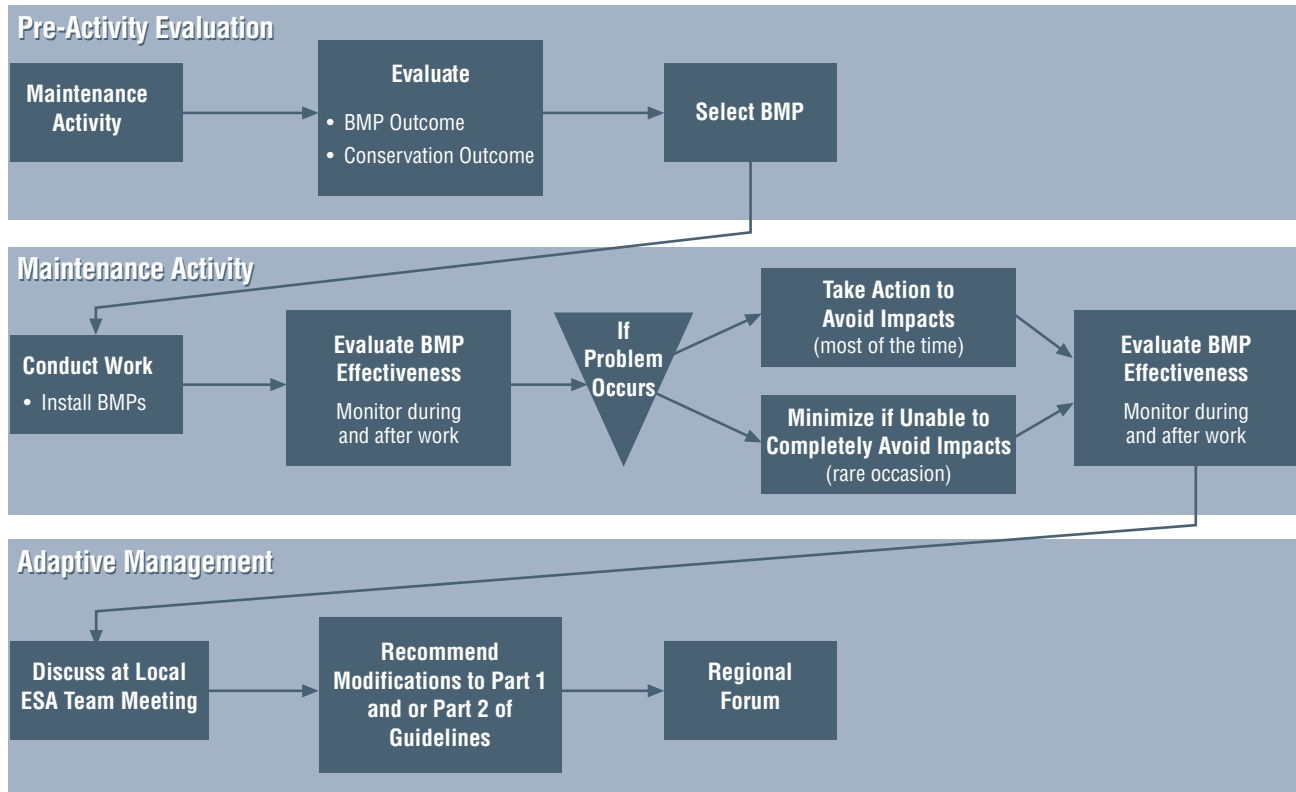 Pre-Activity Evaluation
Maintenance
Activity
Evaluate
• BMP Outcome
• Conservation Outcome
Select BMP
Maintenance Activity
Conduct Work
• Install BMPs
Evaluate BMP
Effectiveness
Monitor during
and after work
If
Problem
Occurs
Take Action to
Avoid Impacts
(most of the time)
Minimize if Unable to
Completely Avoid Impacts
(rare occasion)
Evaluate BMP
Effectiveness
Monitor during
and after work
Adaptive Management
Discuss at Local
ESA Team Meeting
Recommend
Modifications to Part 1
and or Part 2 of
Guidelines
Regional
Forum